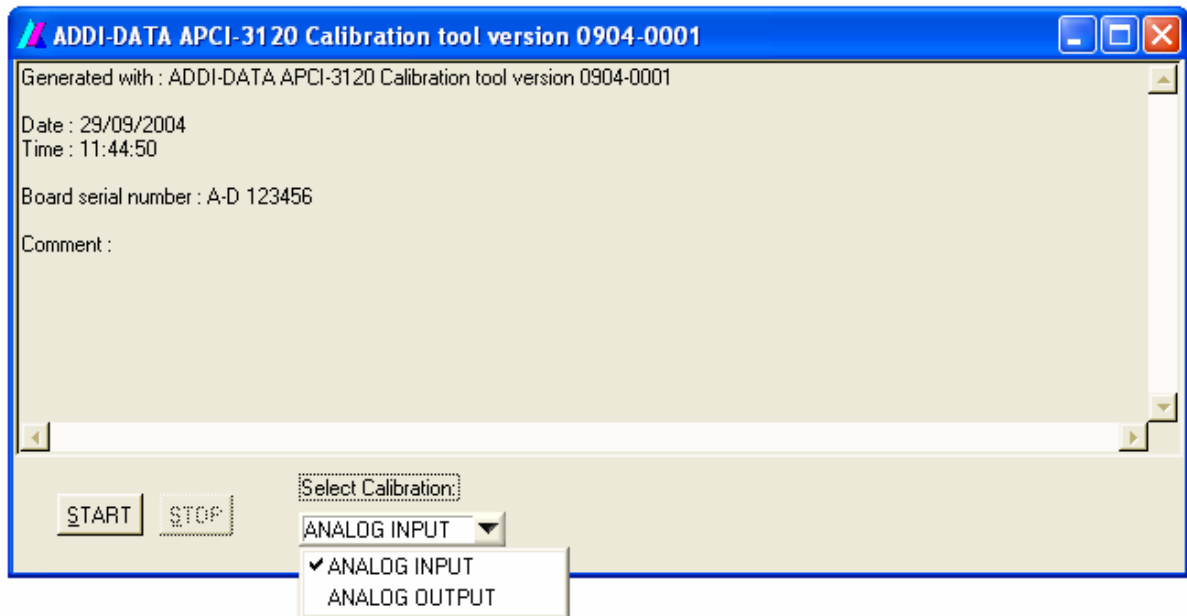 ADDI-DATA APCI-3120 Calibration tool version 0904-0001
Generated with : ADDI-DATA APCI-3120 Calibration tool version 0904-0001
Date : 29/09/2004
Time : 11:44:50
Board serial number : A-D 123456
Comment :
Select Calibration:
START STOP
ANALOG INPUT
ANALOG INPUT
ANALOG OUTPUT